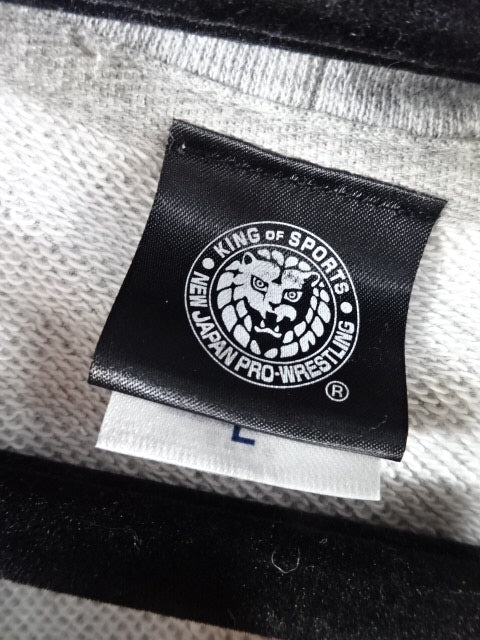 KING OF SPORTS
NEW JAPAN PRO-WRESTLING
®
L